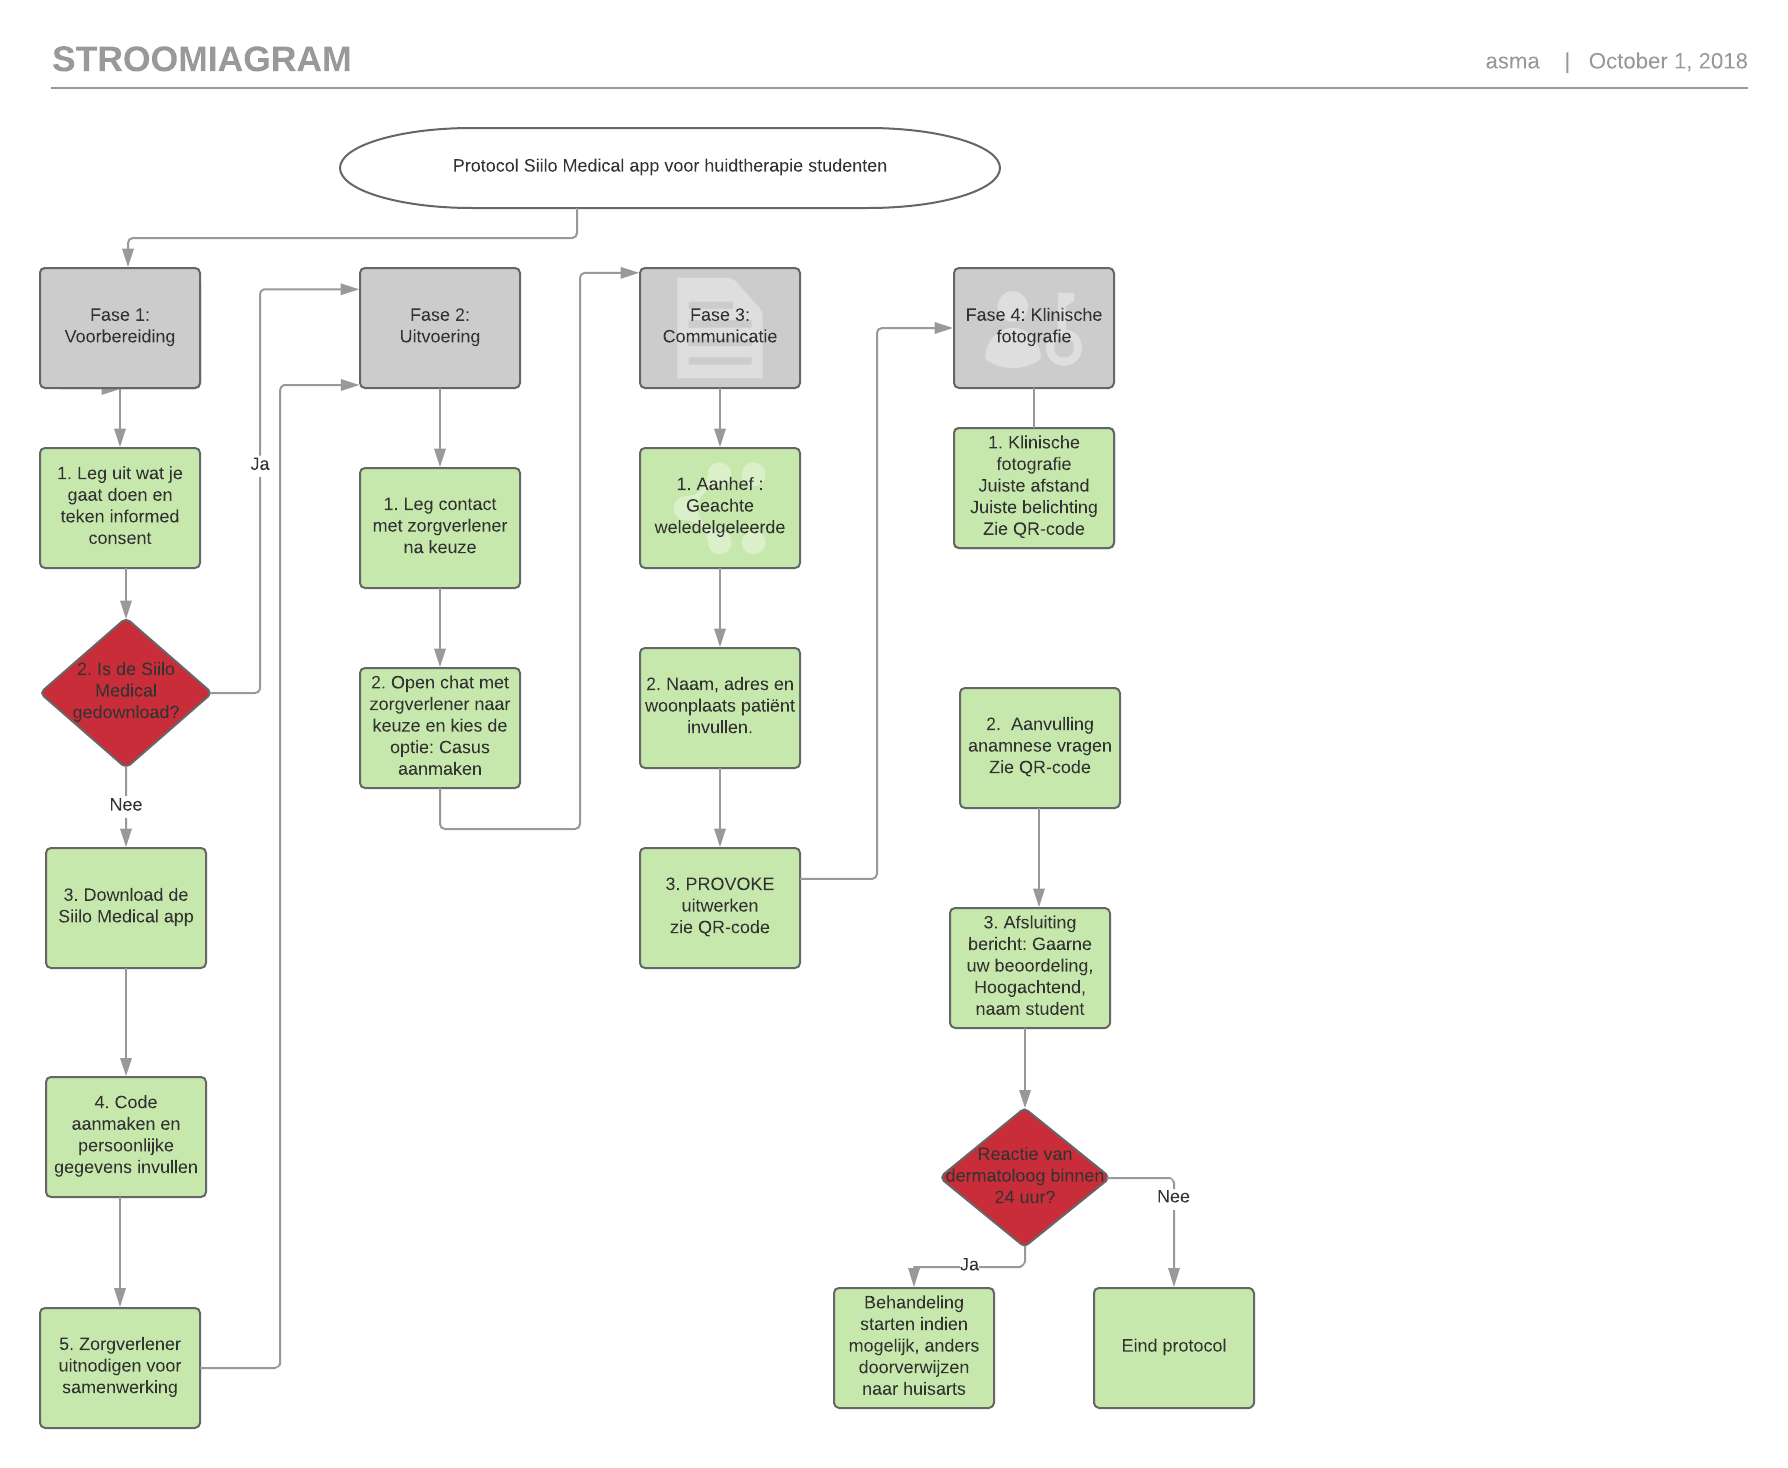 STROOMIAGRAM
asma | October 1, 2018
Protocol Siilo Medical app voor huidtherapie studenten
Fase 1:
Voorbereiding
1. Leg uit wat je
gaat doen en
teken informed
consent
2. Is de Siilo
Medical
gedownload?
Ja
Nee
3. Download de
Siilo Medical app
4. Code
aanmaken en
persoonlijke
gegevens invullen
5. Zorgverlener
uitnodigen voor
samenwerking
Fase 2:
Uitvoering
1. Leg contact
met zorgverlener
na keuze
2. Open chat met
zorgverlener naar
keuze en kies de
optie: Casus
aanmaken
Fase 3:
Communicatie
1. Aanhef :
Geachte
weledelgeleerde
2. Naam, adres en
woonplaats patiënt
invullen.
3. PROVOKE
uitwerken
zie QR-code
Fase 4: Klinische
fotografie
1. Klinische
fotografie
Juiste afstand
Juiste belichting
Zie QR-code
2. Aanvulling
anamnese vragen
Zie QR-code
3. Afsluiting
bericht: Gaarne
uw beoordeling,
Hoogachtend,
naam student
Reactie van
dermatoloog binnen
24 uur?
Nee
Ja
Behandeling
starten indien
mogelijk, anders
doorverwijzen
naar huisarts
Eind protocol